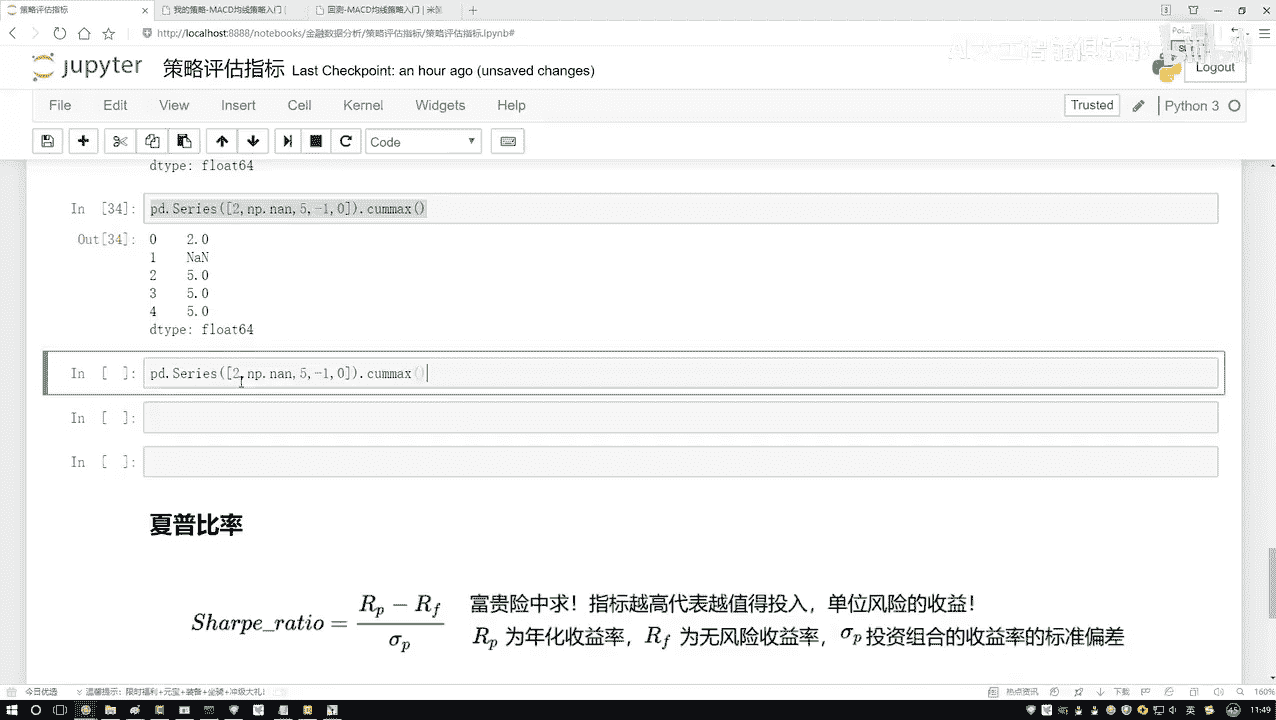 策略评估指标
我的策略-MACD均线策略入门
回测-MACD均线策略入门 | 米筐
http://localhost:8888/notebooks/金融数据分析/策略评估指标/策略评估指标.ipynb#
jupyter 策略评估指标 Last Checkpoint: an hour ago (unsaved changes)
Logout
File Edit View Insert Cell Kernel Widgets Help
Trusted
Python 3
Code
dtype: float64
In [34]: pd.Series([2,np.nan,5,-1,0]).cummax()
Out[34]: 0 2.0
1 NaN
2 5.0
3 5.0
4 5.0
dtype: float64
In [ ]: pd.Series([2,np.nan,5,-1,0]).cummax()
In [ ]:
In [ ]:
夏普比率
Sharpe_ratio = (R_p − R_f) / σ_p
富贵险中求！指标越高代表越值得投入，单位风险的收益！
R_p 为年化收益率，R_f 为无风险收益率，σ_p 投资组合的收益率的标准偏差
今日优选
温馨提示：限时福利+元宝+装备+坐骑+冲级大礼!
热点资讯
下载
160%
英
11:49